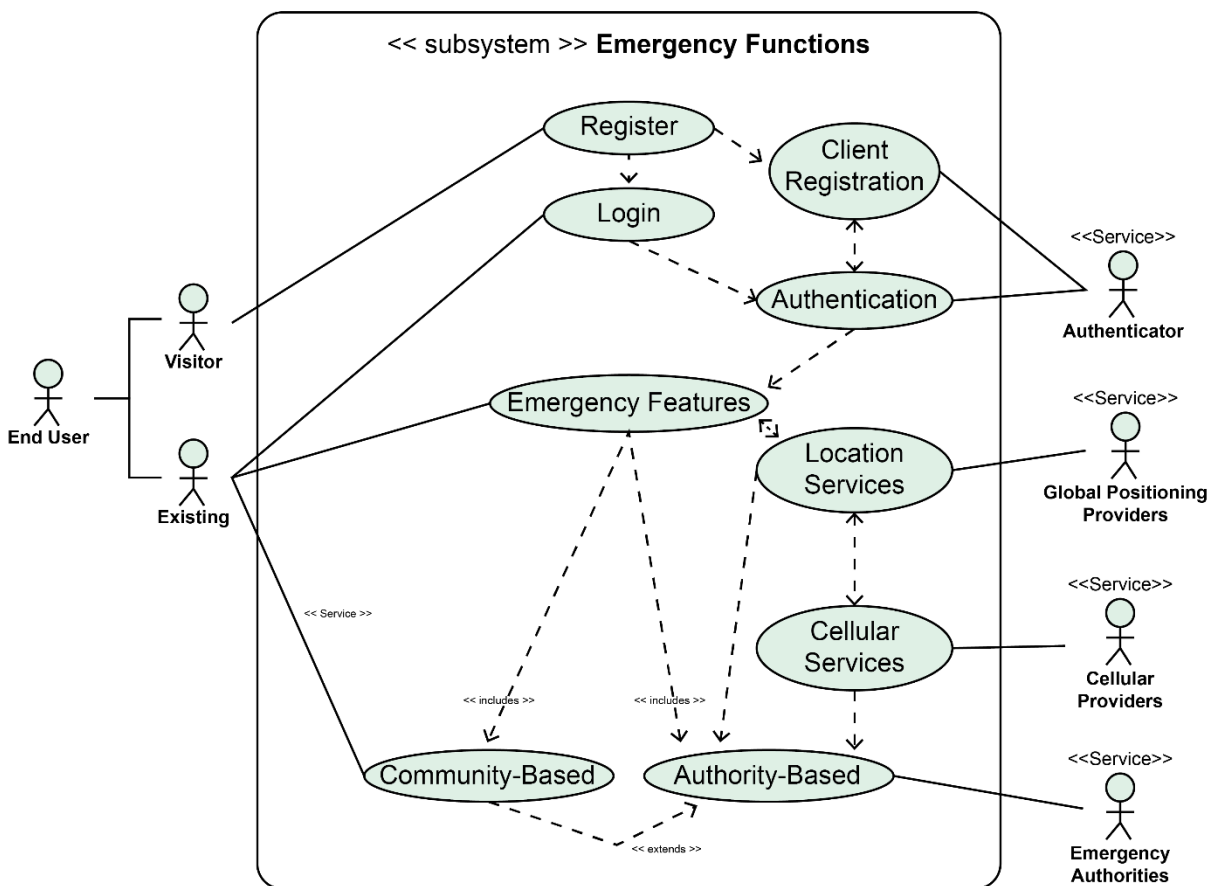 << subsystem >> Emergency Functions
Register
Client
Registration
Login
<<Service>>
Authentication
Authenticator
Visitor
End User
Emergency Features
<<Service>>
Location
Services
Global Positioning
Providers
Existing
<<Service>>
<< Service >>
Cellular
Services
Cellular
Providers
<< includes >>
<< includes >>
<<Service>>
Community-Based
Authority-Based
<< extends >>
Emergency
Authorities